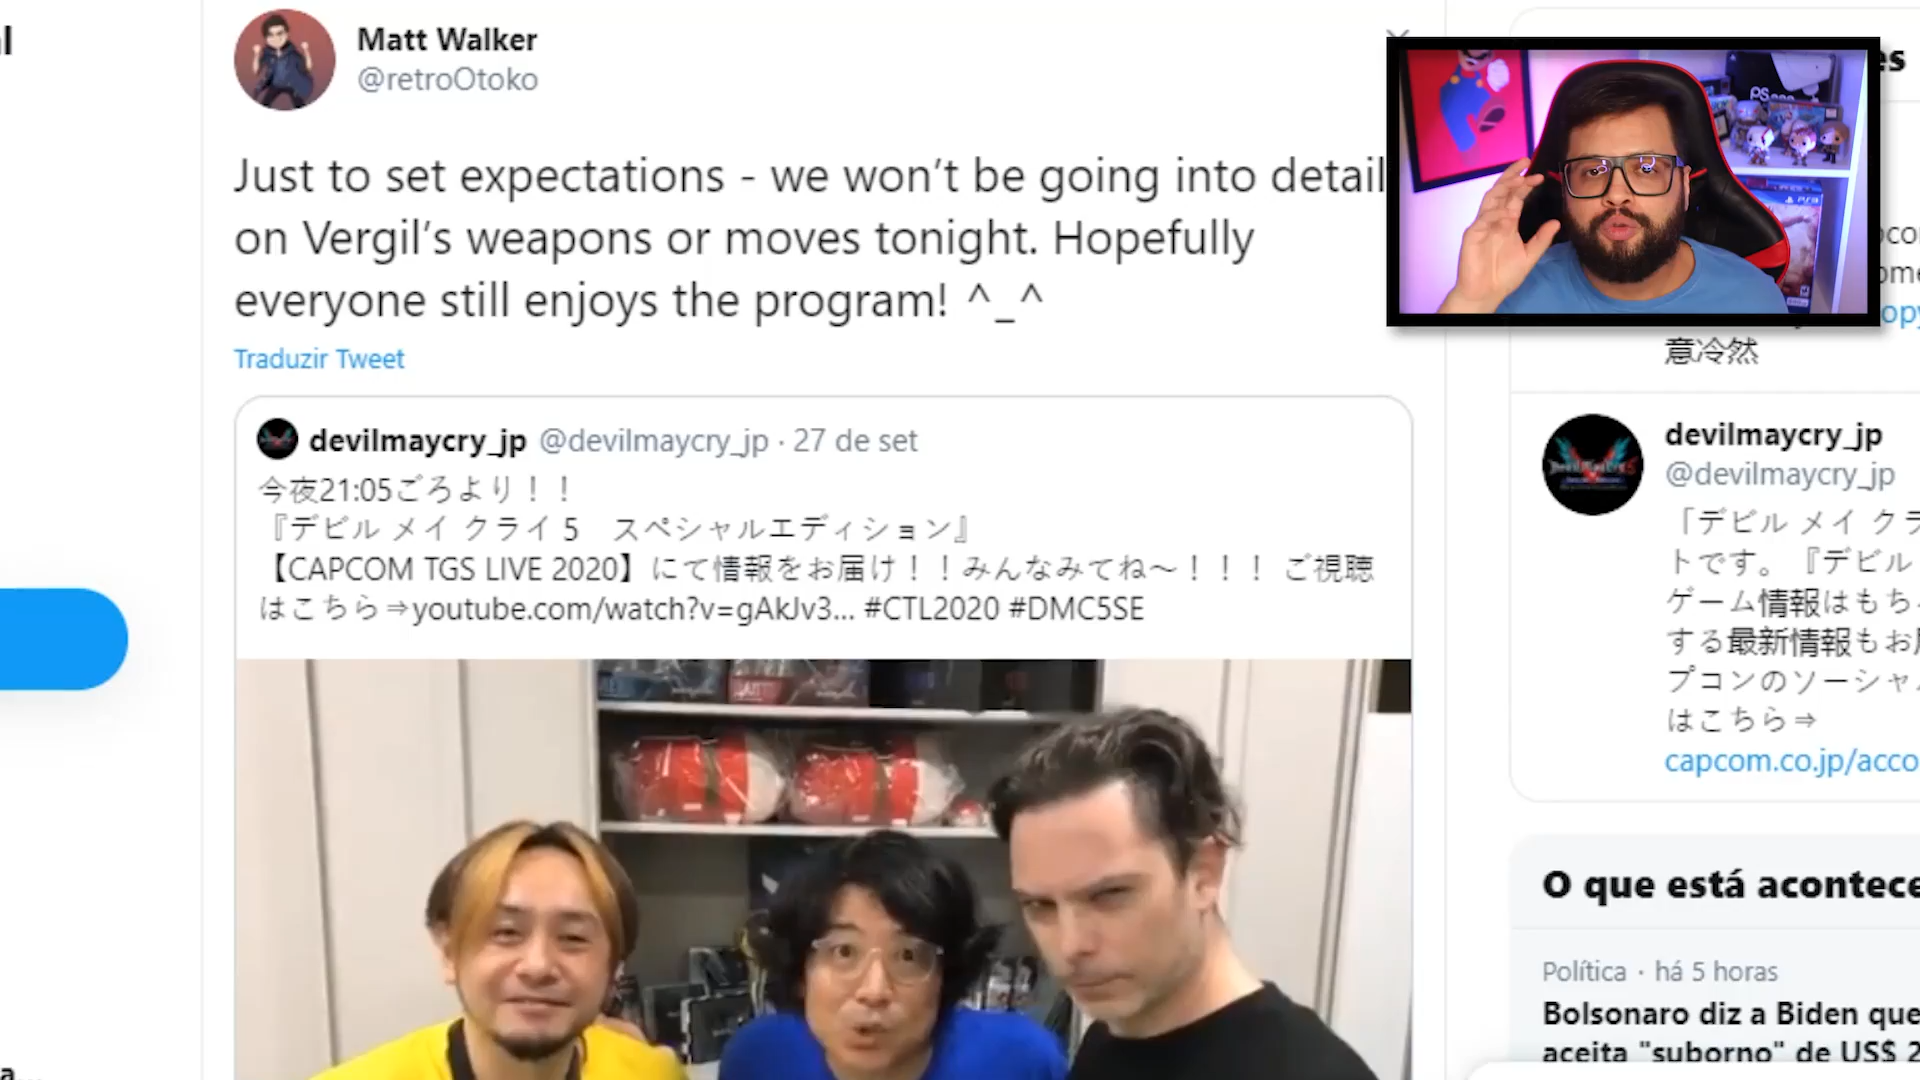 Matt Walker
@retroOtoko
Just to set expectations - we won’t be going into detail
on Vergil’s weapons or moves tonight. Hopefully
everyone still enjoys the program! ^_^
Traduzir Tweet
devilmaycry_jp @devilmaycry_jp · 27 de set
今夜21:05ごろより！！
『デビル メイ クライ 5　スペシャルエディション』
【CAPCOM TGS LIVE 2020】にて情報をお届け！！みんなみてね～！！！ ご視聴
はこちら⇒youtube.com/watch?v=gAkJv3... #CTL2020 #DMC5SE
意冷然
devilmaycry_jp
@devilmaycry_jp
「デビル メイ クラ
トです。『デビル
ゲーム情報はもち
する最新情報もお
プコンのソーシャ
はこちら⇒
capcom.co.jp/acco
O que está acontece
Política · há 5 horas
Bolsonaro diz a Biden que
aceita "suborno" de US$ 2